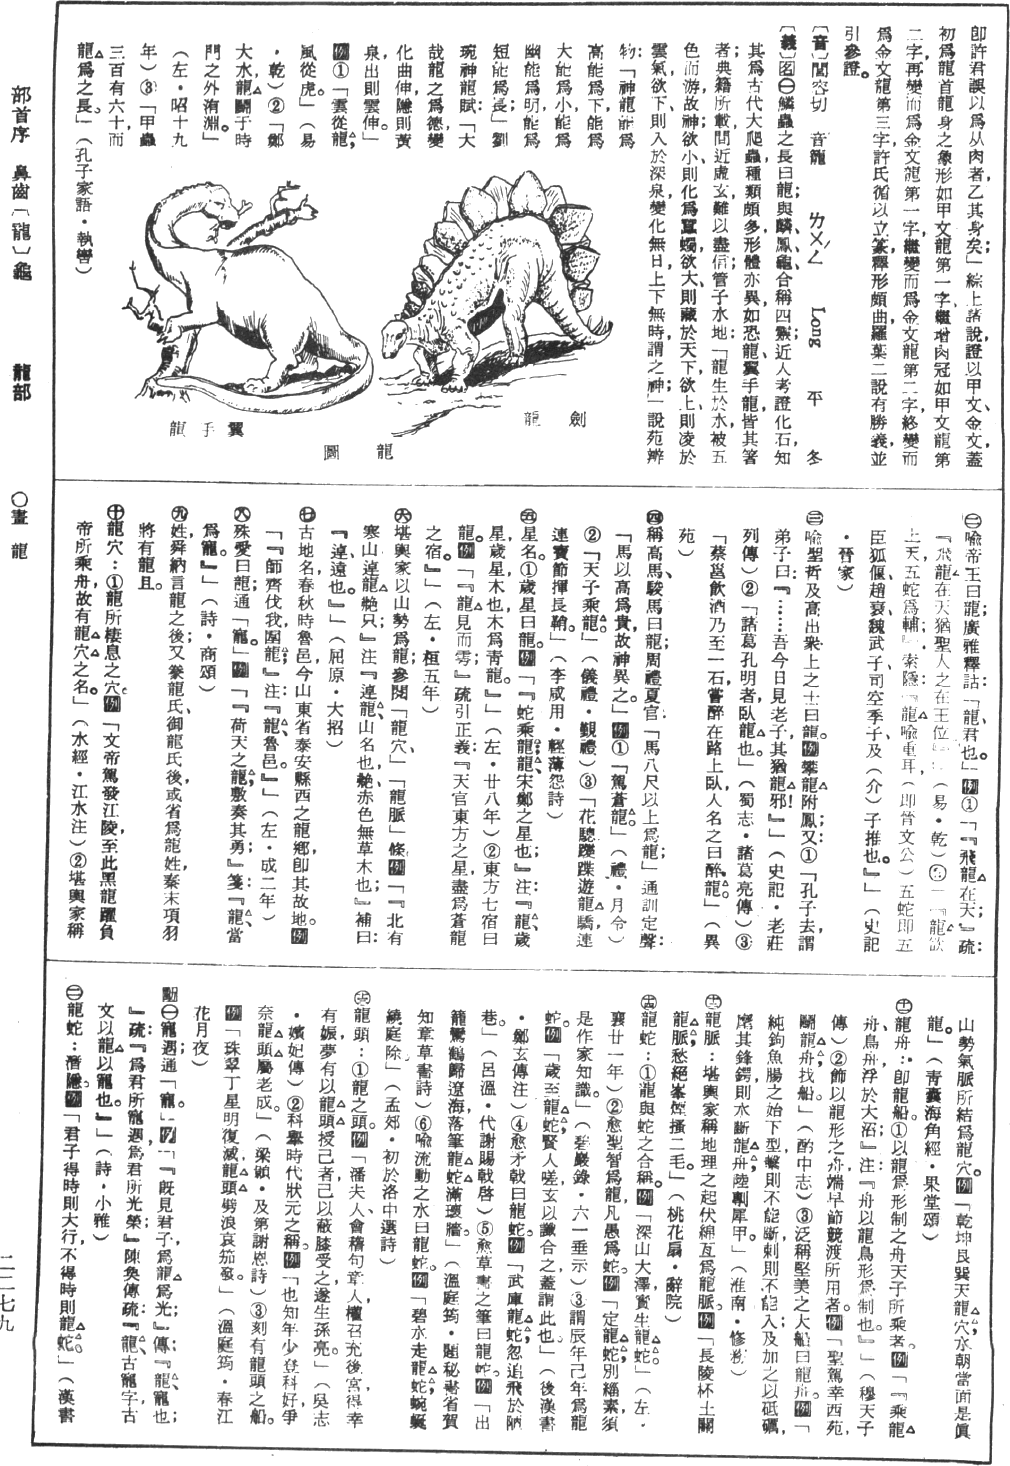 卽許君誤以爲从肉者,乙其身矣」綜上諸說,證以甲文、金文,蓋
初爲龍首龍身之象形如甲文龍第一字,繼增肉冠如甲文龍第
二字,再變而爲金文龍第一字,繼變而爲金文龍第二字,終變而
爲金文龍第三字,許氏循以立篆,釋形頗曲,羅葉二說有勝義,並
引參證。
〔音〕閭容切 音龍 ㄌㄨㄥˊ Long 平 冬
〔義〕図㊀鱗蟲之長曰龍;與麟、鳳、龜合稱四靈;近人考證化石,知
其爲古代大爬蟲,種類頗多,形體亦異,如恐龍、翼手龍,皆其著
者;典籍所載,間近虛玄,難以盡信。管子水地:「龍生於水,被五
色而游,故神,欲小則化爲蠶蠋,欲大則藏於天下,欲上則凌於
雲氣,欲下則入於深泉,變化無日,上下無時,謂之神」說苑辨
物:「神龍能爲
高,能爲下,能爲
大,能爲小,能爲
幽,能爲明,能爲
短,能爲長」劉
琬神龍賦:「大
哉龍之爲德,變
化曲伸,隱則黃
泉,出則雲伸」
例①「雲從龍,
風從虎」(易
・乾)②「鄭
大水,龍鬭于時
門之外洧淵」
(左・昭十九
年)③「甲蟲
三百有六十,而
龍爲之長」(孔子家語・執轡)
劍龍
翼手龍
龍圖
㊁喩帝王曰龍;廣雅釋詁:「龍,君也」例①「『飛龍在天』疏:
『飛龍在天,猶聖人之在王位』」(易・乾)②「『龍欲
上天,五蛇爲輔』索隱:『龍喩重耳(卽晉文公),五蛇卽五
臣,狐偃、趙衰、魏武子、司空季子及(介)子推也』」(史記
・晉家)
㊂喩聖哲及高出衆上之士曰龍。例攀龍附鳳又:①「孔子去,謂
弟子曰:『……吾今日見老子,其猶龍邪!』」(史記・老莊
列傳)②「諸葛孔明者,臥龍也。」(蜀志・諸葛亮傳)③
「蔡邕飲酒乃至一石,嘗醉在路上臥,人名之曰醉龍」(異
苑)
㊃稱高馬、駿馬曰龍,周禮夏官:「馬八尺以上爲龍」通訓定聲:
「馬以高爲貴,故神異之。」例①「駕蒼龍」(禮・月令)
②「天子乘龍」(儀禮・覲禮)③「花驄躞蹀遊龍驕,連
連寶節揮長鞘。」(李咸用・輕薄怨詩)
㊄星名。①歲星曰龍。例「『蛇乘龍,龍,宋鄭之星也』注:『龍,歲
星,歲星,木也,木爲青龍。』」(左・廿八年)②東方七宿曰
龍。例「『龍見而雩』疏引正義:『天官東方之星,盡爲蒼龍
之宿。』」(左・桓五年)
㊅堪輿家以山勢爲龍,參閱「龍穴」「龍脈」條。例「『北有
寒山,逴龍赩只』注:『逴龍,山名也;赩,赤色無草木也』補曰:
『逴,遠也。』」(屈原・大招)
㊆古地名,春秋時魯邑,今山東省泰安縣西之龍鄕,卽其故地。例
「『師齊伐我,圍龍』注:『龍,魯邑。』」(左・成二年)
㊇殊愛曰龍,通「寵」。例「『荷天之龍,敷奏其勇』箋:『龍,當
爲寵。』」(詩・商頌)
㊈姓,舜納言龍之後;又豢龍氏、御龍氏後,或省爲龍姓,秦末項羽
將有龍且。
㊉龍穴:①龍所棲息之穴。例「文帝駕發江陵,至此黑龍躍負
帝所乘舟,故有龍穴之名。」(水經・江水注)②堪輿家稱
山勢氣脈所結爲龍穴。例「乾坤艮巽天龍穴,水朝當面是眞
龍。」(青囊海角經・果堂頌)
龍舟:卽龍船。①以龍爲形制之舟,天子所乘者。例「『乘龍
舟、鳥舟,浮於大沼』注:『舟以龍鳥形爲制也。』」(穆天子
傳)②飾以龍形之舟,端午節競渡所用者。例「聖駕幸西苑,
鬭龍舟,找船。」(酌中志)③泛稱堅美之大船曰龍舟。例「
純鉤魚腸之始下型,擊則不能斷,刺則不能入,及加之以砥礪,
摩其鋒鍔,則水斷龍舟,陸剸犀甲。」(淮南・修務)
龍脈:堪輿家稱地理之起伏綿亙爲龍脈。例「長陵杯土關
龍脈,愁絕峯煙搔二毛。」(桃花扇・辭院)
龍蛇:①龍與蛇之合稱。例「深山大澤,實生龍蛇。」(左・
襄廿一年)②愈聖智爲龍,凡愚爲蛇。例「定龍蛇,別緇素,須
是作家知識。」(碧巖錄・六一垂示)③謂辰年巳年爲龍
蛇。例「歲至龍蛇賢人嗟,玄以讖合之,蓋謂此也」(後漢書
・鄭玄傳注)④愈矛戟曰龍蛇。例「武庫龍蛇,忽追飛於陋
巷。」(呂溫・代謝賜戟啓)⑤愈草書之筆曰龍蛇。例「出
籠鸞鶴歸遼海,落筆龍蛇滿壞牆」(溫庭筠・題秘書省賀
知章草書詩)⑥喩流動之水曰龍蛇。例「碧水走龍蛇,蜿蜒
繞庭除」(孟郊・初於洛中選詩)
龍頭:①龍之頭。例「潘夫人,會稽句章人,權召充後宮,得幸
有娠,夢有以龍頭授己者,己以蔽膝受之,遂生孫亮。」(吳志
・嬪妃傳)②科舉時代狀元之稱。例「也知年少登科好,爭
奈龍頭屬老成。」(梁顥・及第謝恩詩)③刻有龍頭之船。
例「珠翠丁星明復滅,龍頭劈浪哀笳發。」(溫庭筠・春江
花月夜)
動㊀寵遇,通「寵」。例「『旣見君子,爲龍爲光』傳:『龍,寵也;
』疏:『爲君所寵遇,爲君所光榮』陳奐傳疏:『龍,古寵字,古
文以龍爲寵也。』」(詩・小雅)
㊁龍蛇:潛隱。例「君子得時則大行,不得時則龍蛇。」(漢書
部首序 鼻齒〔龍〕龜 龍部 ○畫 龍
二二七九